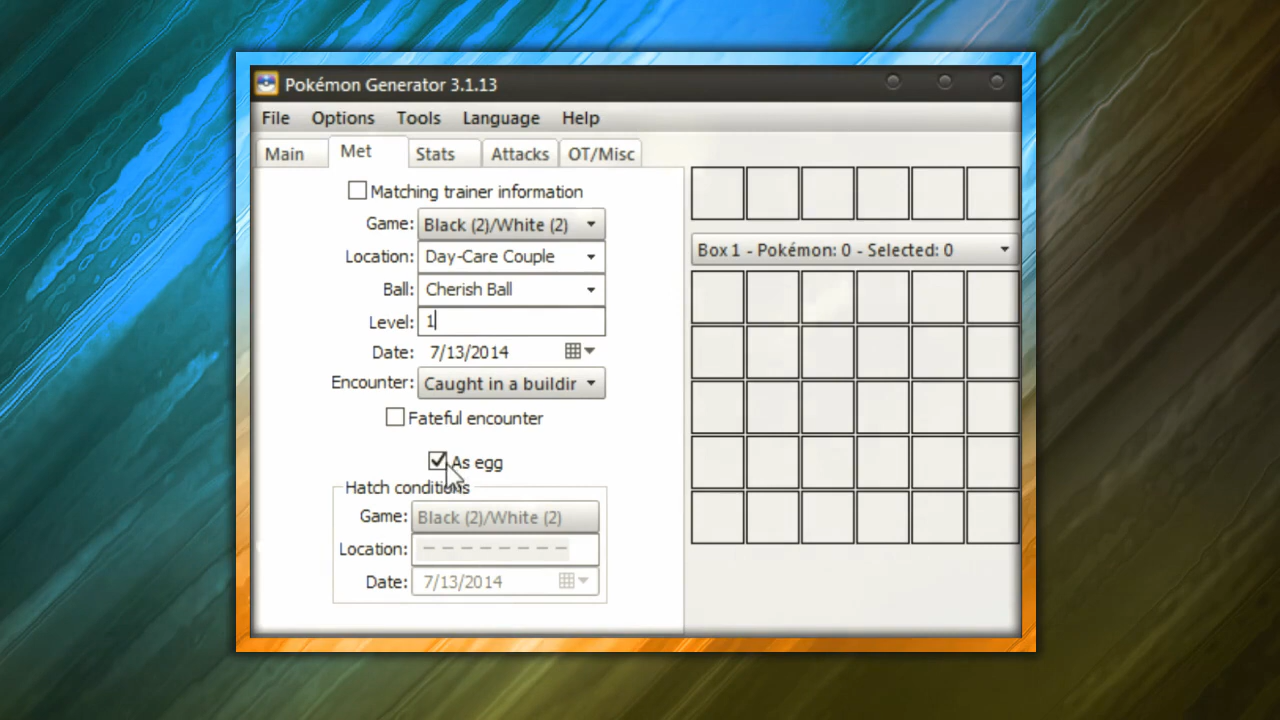 Pokémon Generator 3.1.13
File Options Tools Language Help
Main Met Stats Attacks OT/Misc
Matching trainer information
Game: Black (2)/White (2)
Location: Day-Care Couple
Ball: Cherish Ball
Level: 1
Date: 7/13/2014
Encounter: Caught in a buildir
Fateful encounter
As egg
Hatch conditions
Game: Black (2)/White (2)
Location: – – – – – – – –
Date: 7/13/2014
Box 1 - Pokémon: 0 - Selected: 0